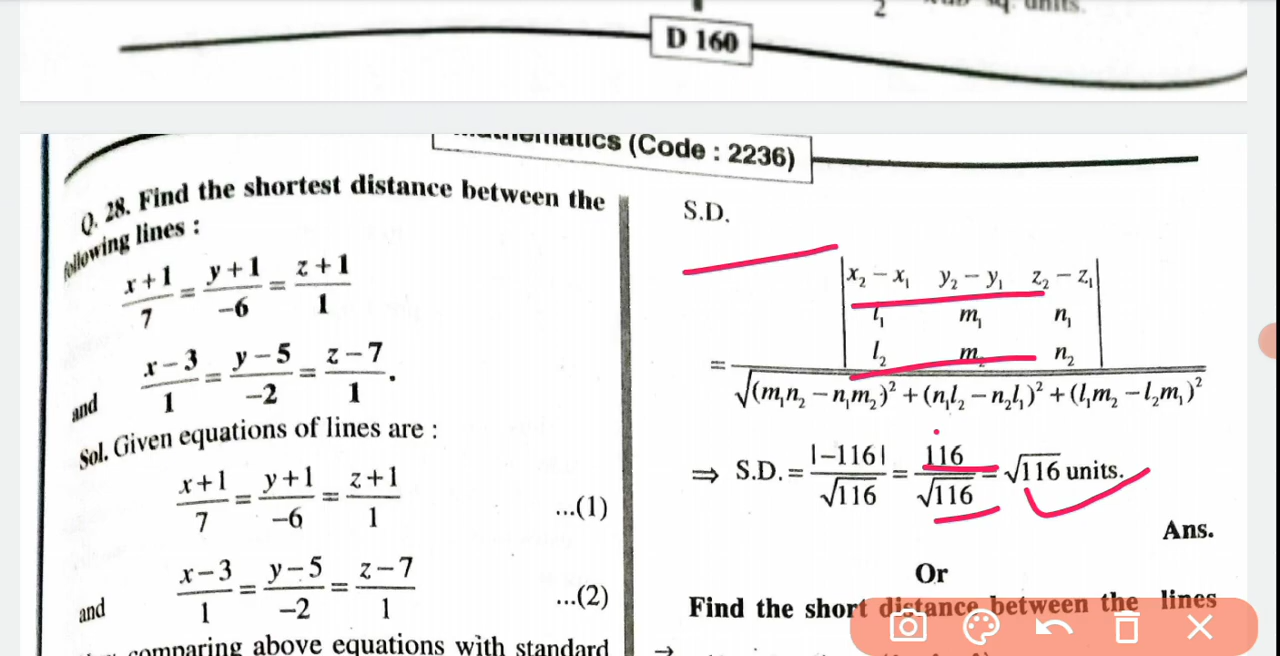 2 sq. units.
D 160
Mathematics (Code : 2236)
Q. 28. Find the shortest distance between the
following lines :
x+1/7 = y+1/-6 = z+1/1
and x-3/1 = y-5/-2 = z-7/1.
Sol. Given equations of lines are :
x+1/7 = y+1/-6 = z+1/1 ...(1)
and x-3/1 = y-5/-2 = z-7/1 ...(2)
comparing above equations with standard
S.D.
|x₂ - x₁ y₂ - y₁ z₂ - z₁|
l₁ m₁ n₁
l₂ m₂ n₂
= √(m₁n₂ - n₁m₂)² + (n₁l₂ - n₂l₁)² + (l₁m₂ - l₂m₁)²
⇒ S.D. = |-116|/√116 = 116/√116 = √116 units.
Ans.
Or
Find the short distance between the lines